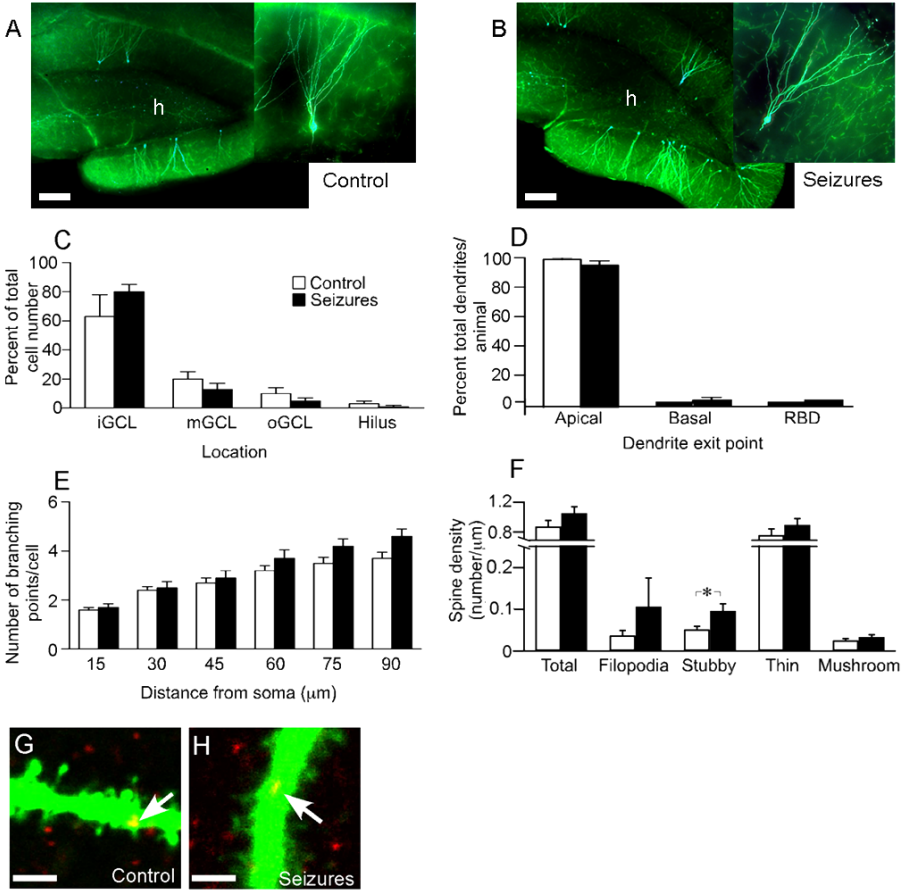 A
h
Control
B
h
Seizures
C
Percent of total
cell number
100
80
60
40
20
0
Control
Seizures
iGCL
mGCL
oGCL
Hilus
Location
D
Percent total dendrites/
animal
100
80
60
40
20
0
Apical
Basal
RBD
Dendrite exit point
E
Number of branching
points/cell
6
4
2
0
15
30
45
60
75
90
Distance from soma (μm)
F
Spine density
(number/μm)
1.2
0.8
0.2
0.1
0
*
Total
Filopodia
Stubby
Thin
Mushroom
G
Control
H
Seizures